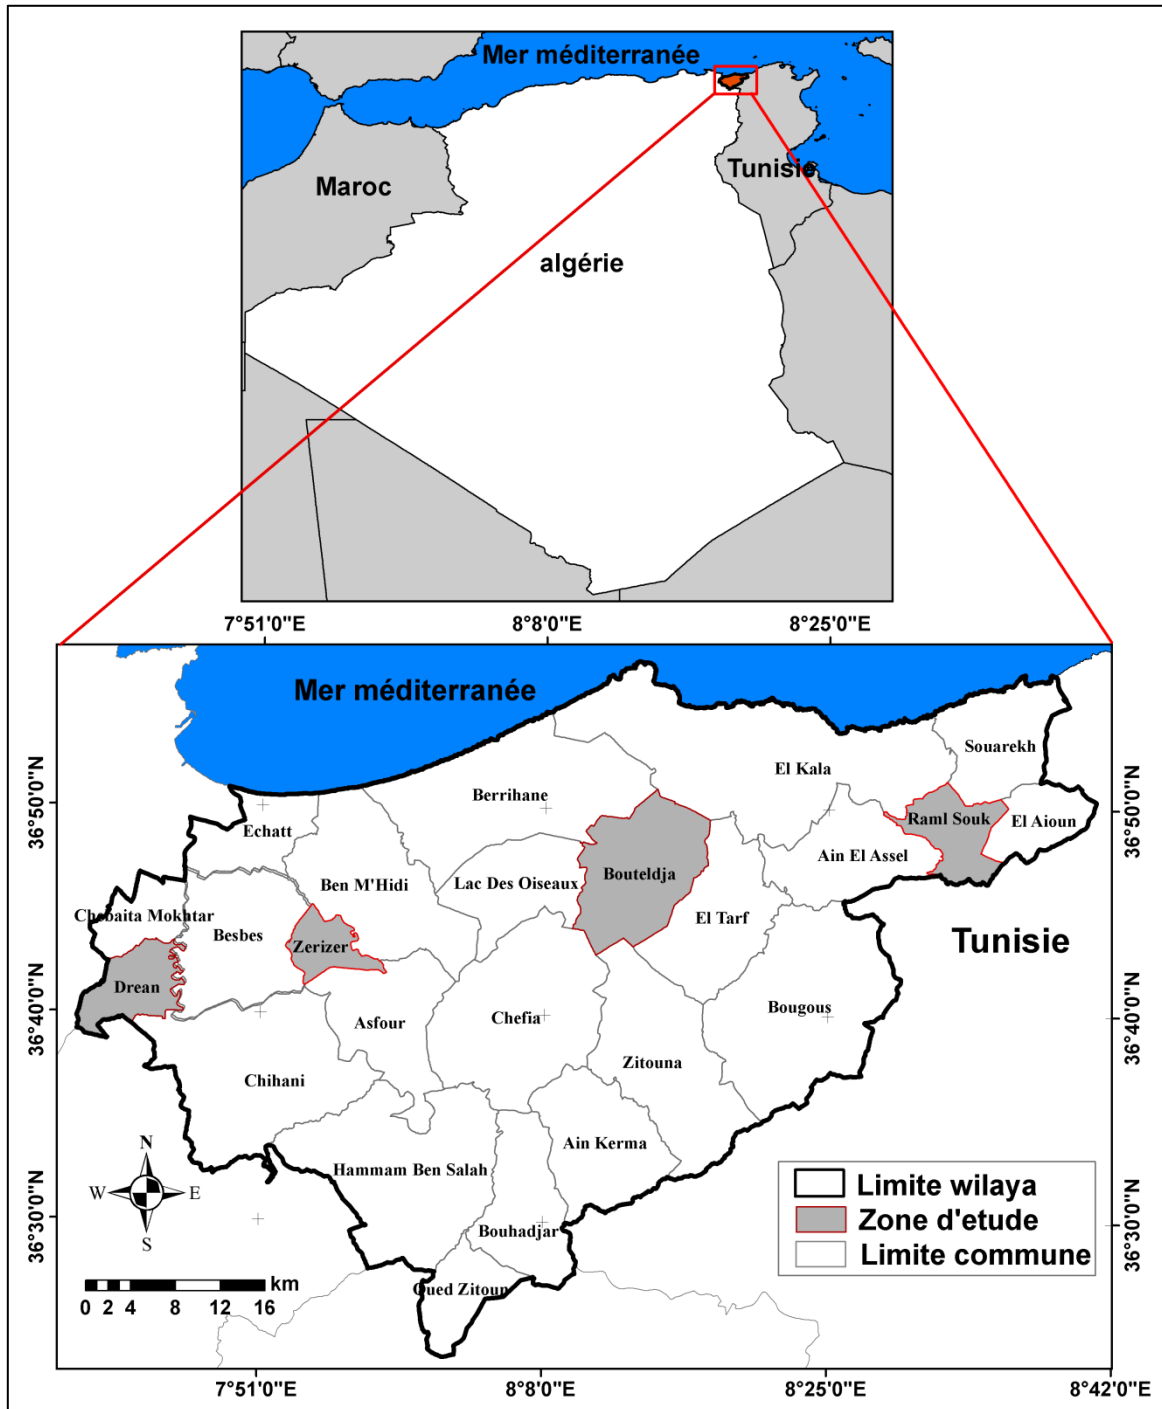 Mer méditerranée
Maroc
Tunisie
algérie
7°51'0"E
8°8'0"E
8°25'0"E
Mer méditerranée
36°50'0"N
36°40'0"N
36°30'0"N
36°50'0"N
36°40'0"N
36°30'0"N
Souarekh
El Kala
Berrihane
Echatt
Raml Souk
El Aioun
Ain El Assel
Ben M'Hidi
Lac Des Oiseaux
Bouteldja
Chebaita Mokhtar
El Tarf
Besbes
Zerizer
Tunisie
Drean
Bougous
Asfour
Chefia
Zitouna
Chihani
Ain Kerma
Hammam Ben Salah
Bouhadjar
Oued Zitoun
N
W
E
S
km
0 2 4 8 12 16
Limite wilaya
Zone d'etude
Limite commune
7°51'0"E
8°8'0"E
8°25'0"E
8°42'0"E